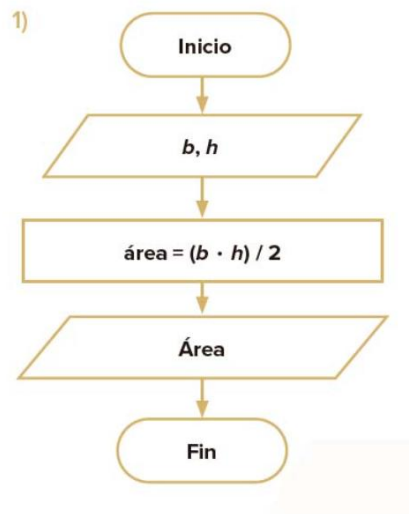 1)
Inicio
b, h
área = (b · h) / 2
Área
Fin